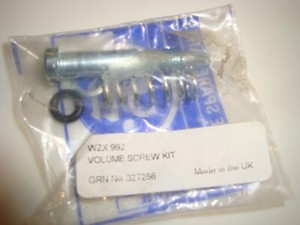 WZX 992
VOLUME SCREW KIT
GRN No 327256 Made in the UK